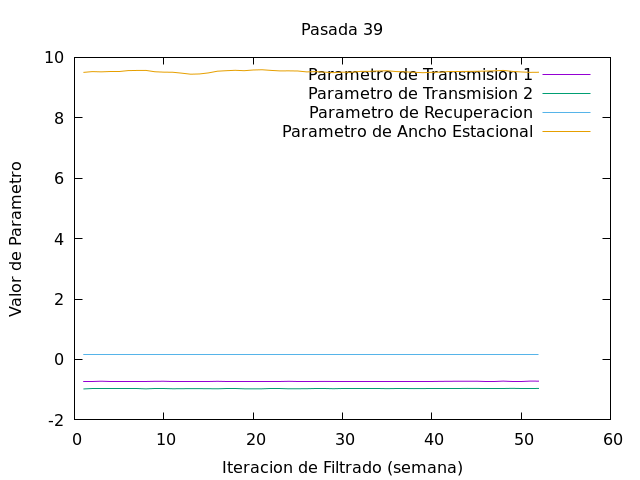 Pasada 39
10
8
6
4
2
0
-2
Valor de Parametro
Parametro de Transmision 1
Parametro de Transmision 2
Parametro de Recuperacion
Parametro de Ancho Estacional
0 10 20 30 40 50 60
Iteracion de Filtrado (semana)